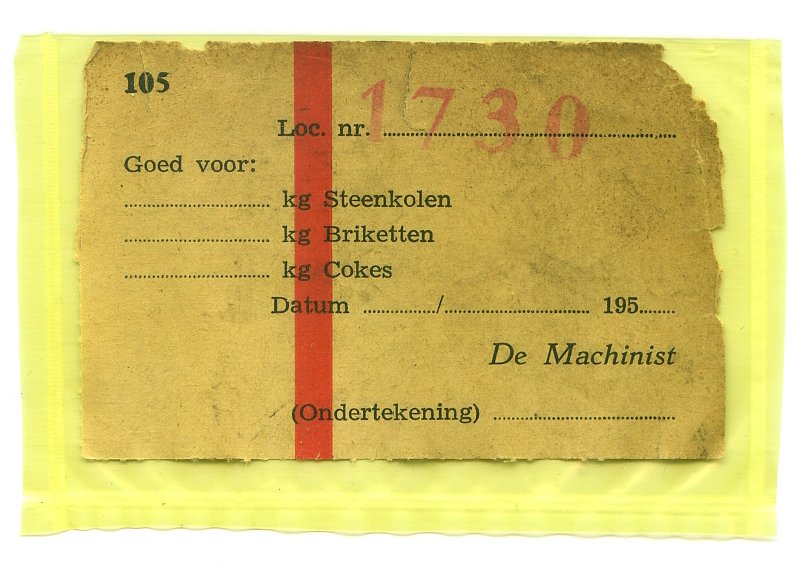 105
1730
Loc. nr. ................................................
Goed voor:
........................ kg Steenkolen
........................ kg Briketten
........................ kg Cokes
Datum ............/........................ 195......
De Machinist
(Ondertekening) ..............................